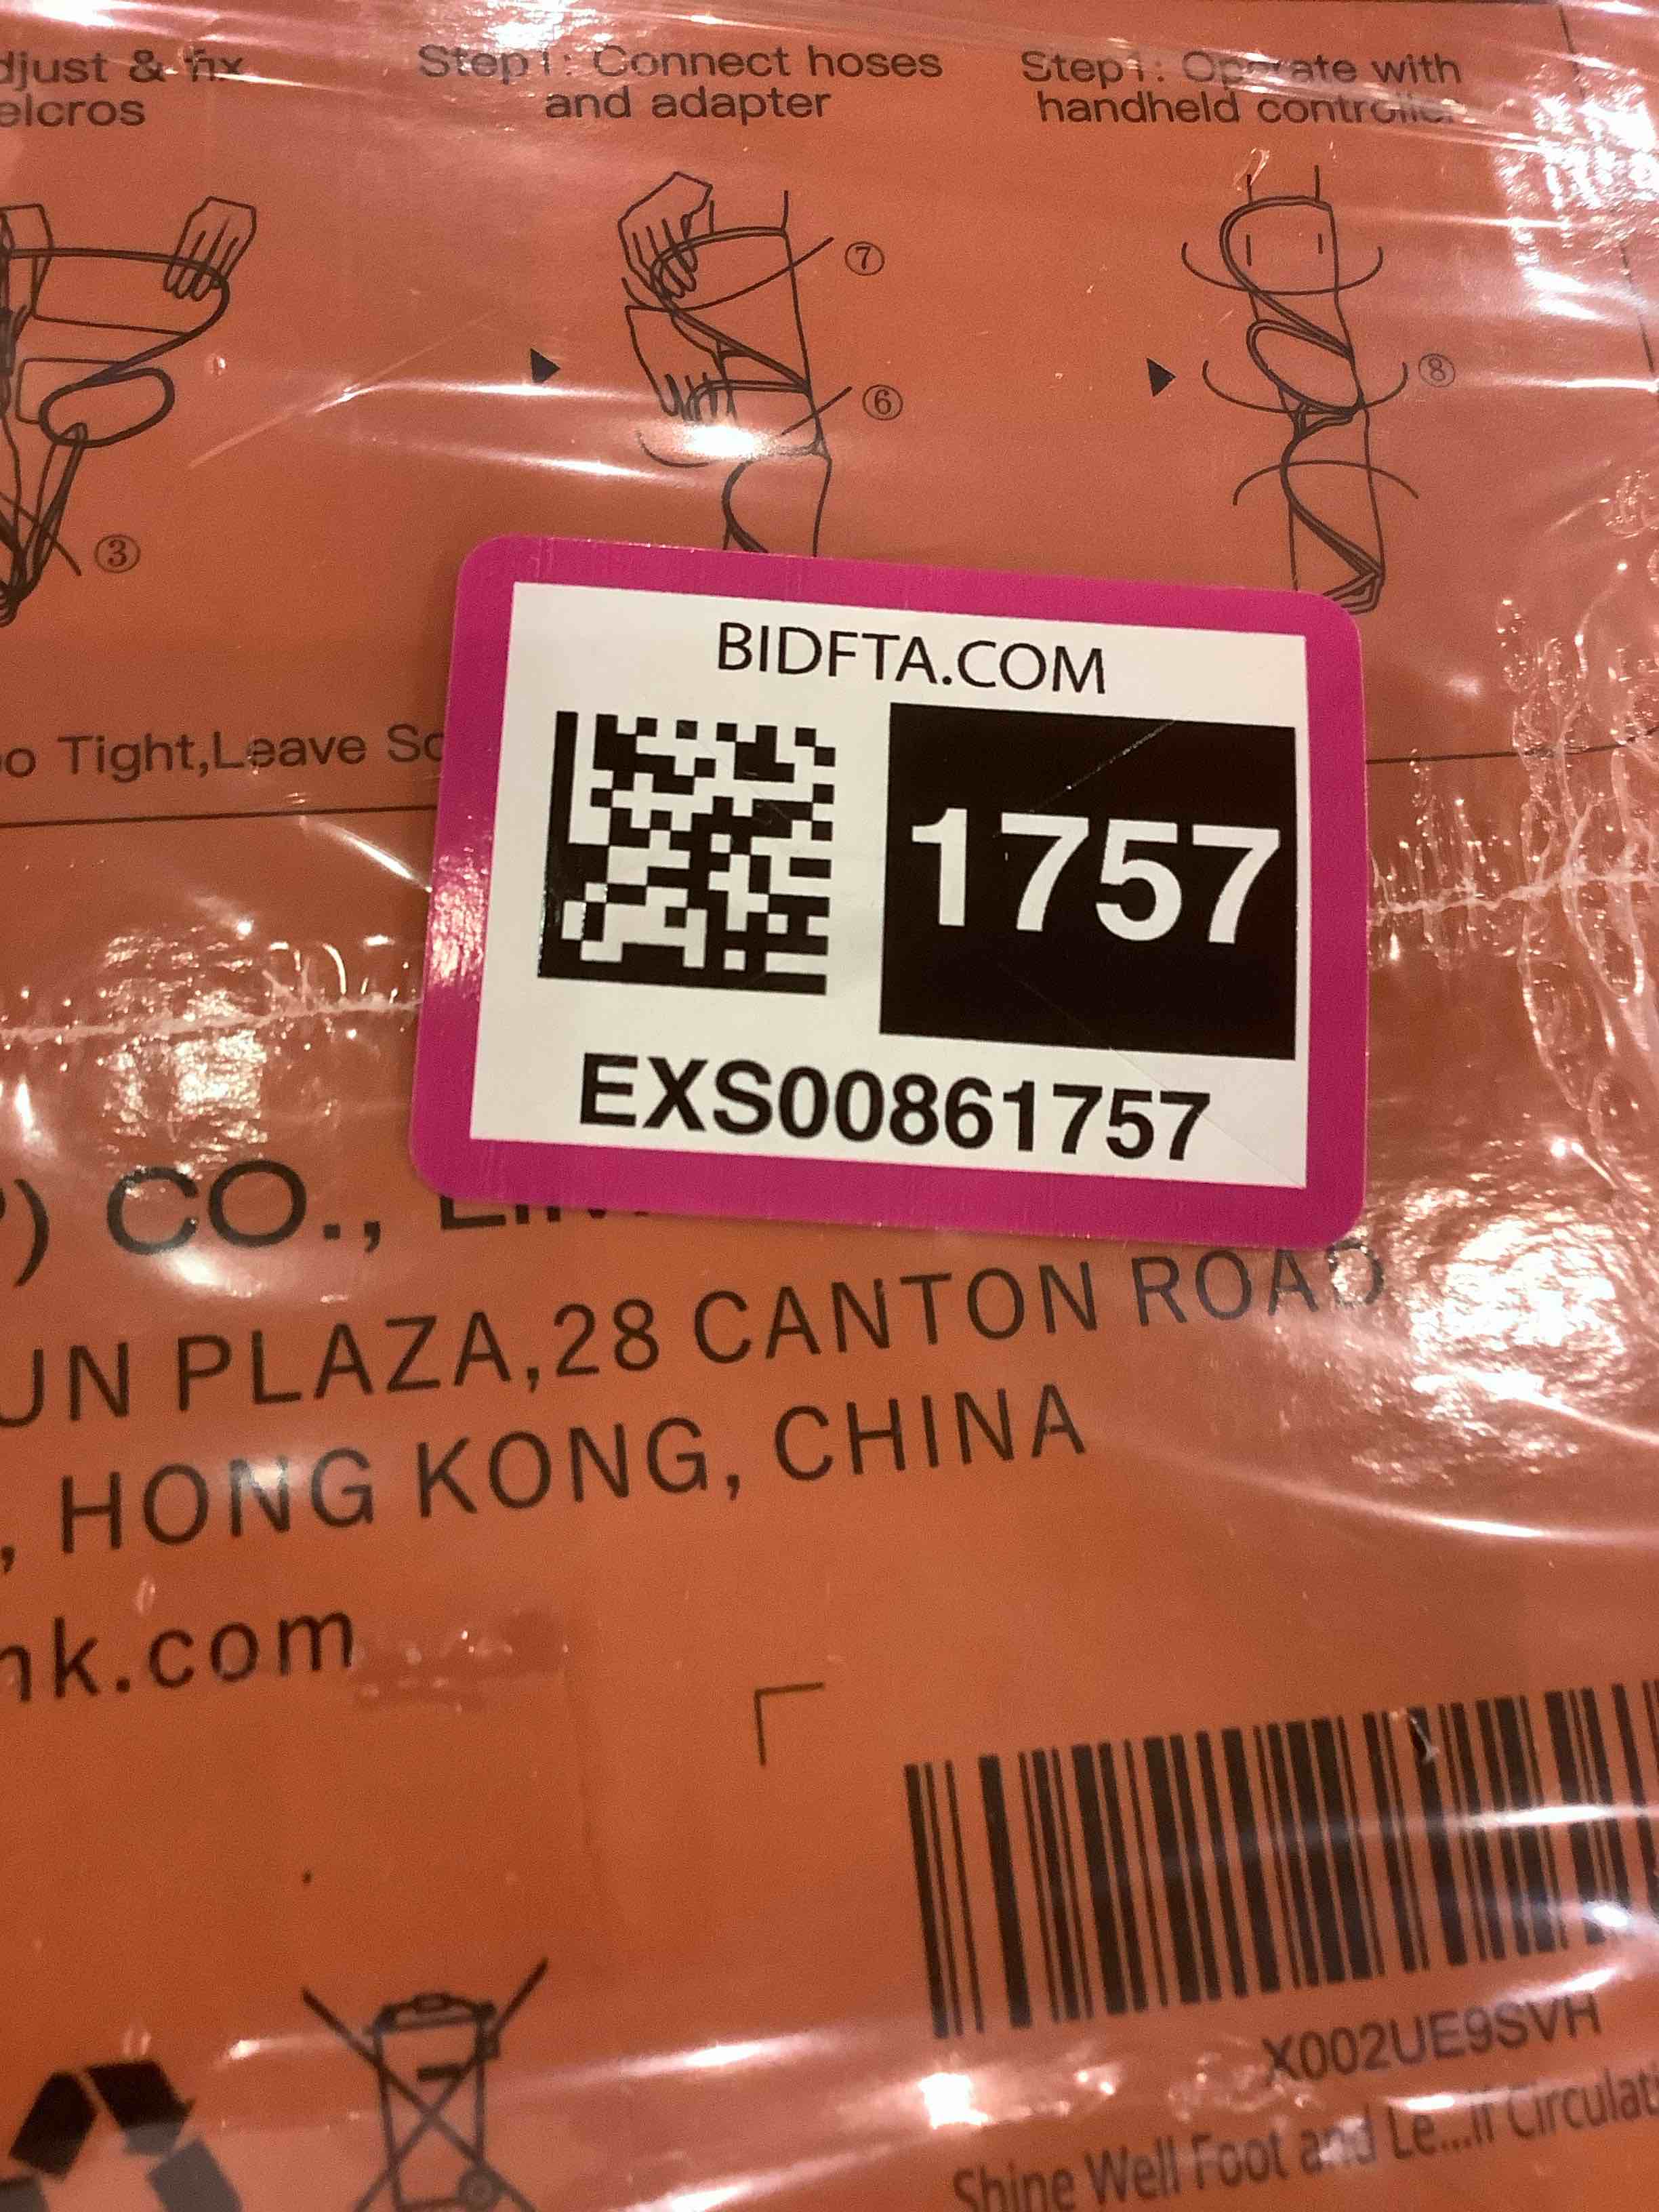 djust & fix
elcros
Step1: Connect hoses
and adapter
Step1: Operate with
handheld controller
⑦
⑥
⑧
③
o Tight,Leave
BIDFTA.COM
1757
EXS00861757
) CO.,
UN PLAZA,28 CANTON ROAD
, HONG KONG, CHINA
nk.com
X002UE9SVH
Shine Well Foot and Le...lf Circulat